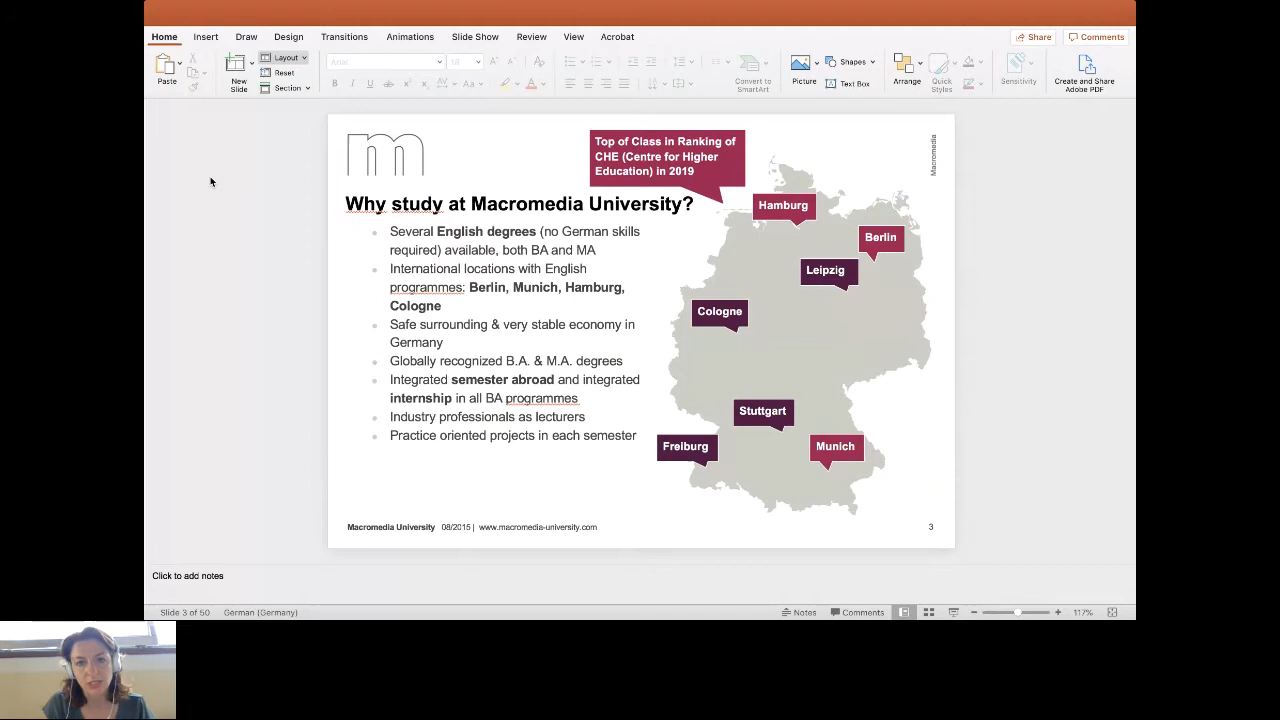 Home Insert Draw Design Transitions Animations Slide Show Review View Acrobat
Share Comments
Paste
New
Slide
Layout
Reset
Section
Arial 18
B I U
Convert to
SmartArt
Picture
Shapes
Text Box
Arrange
Quick
Styles
Sensitivity
Create and Share
Adobe PDF
m
Top of Class in Ranking of
CHE (Centre for Higher
Education) in 2019
Macromedia
Why study at Macromedia University?
Several English degrees (no German skills
required) available, both BA and MA
International locations with English
programmes: Berlin, Munich, Hamburg,
Cologne
Safe surrounding & very stable economy in
Germany
Globally recognized B.A. & M.A. degrees
Integrated semester abroad and integrated
internship in all BA programmes
Industry professionals as lecturers
Practice oriented projects in each semester
Hamburg
Berlin
Leipzig
Cologne
Stuttgart
Freiburg
Munich
Macromedia University 08/2015 | www.macromedia-university.com 3
Click to add notes
Slide 3 of 50 German (Germany) Notes Comments 117%